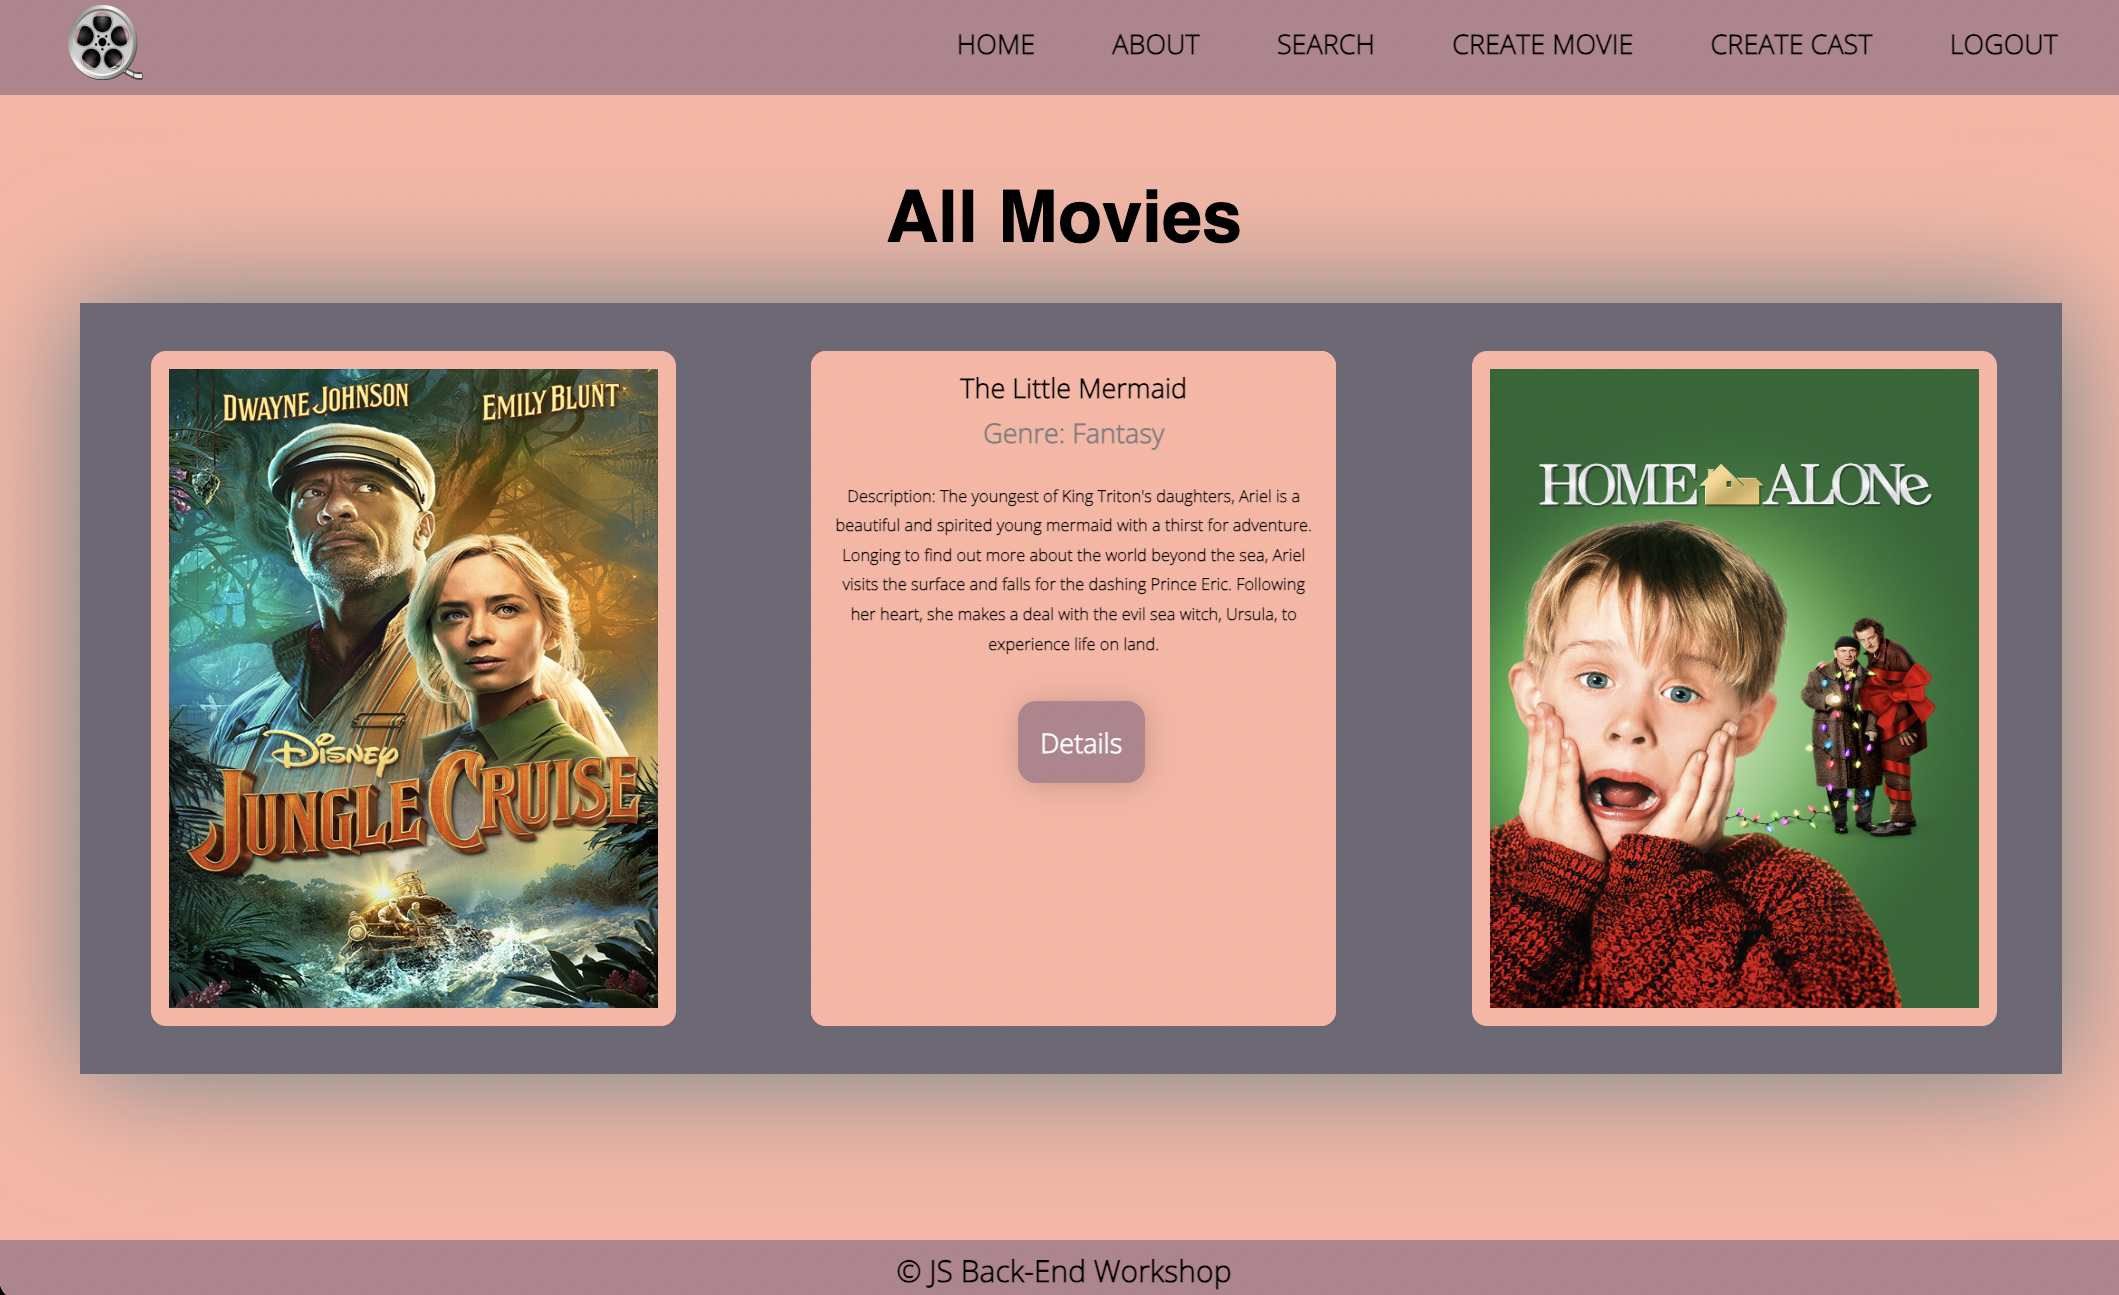 HOME ABOUT SEARCH CREATE MOVIE CREATE CAST LOGOUT
All Movies
DWAYNE JOHNSON EMILY BLUNT
DISNEY
JUNGLE CRUISE
The Little Mermaid
Genre: Fantasy
Description: The youngest of King Triton's daughters, Ariel is a
beautiful and spirited young mermaid with a thirst for adventure.
Longing to find out more about the world beyond the sea, Ariel
visits the surface and falls for the dashing Prince Eric. Following
her heart, she makes a deal with the evil sea witch, Ursula, to
experience life on land.
Details
HOME ALONe
© JS Back-End Workshop